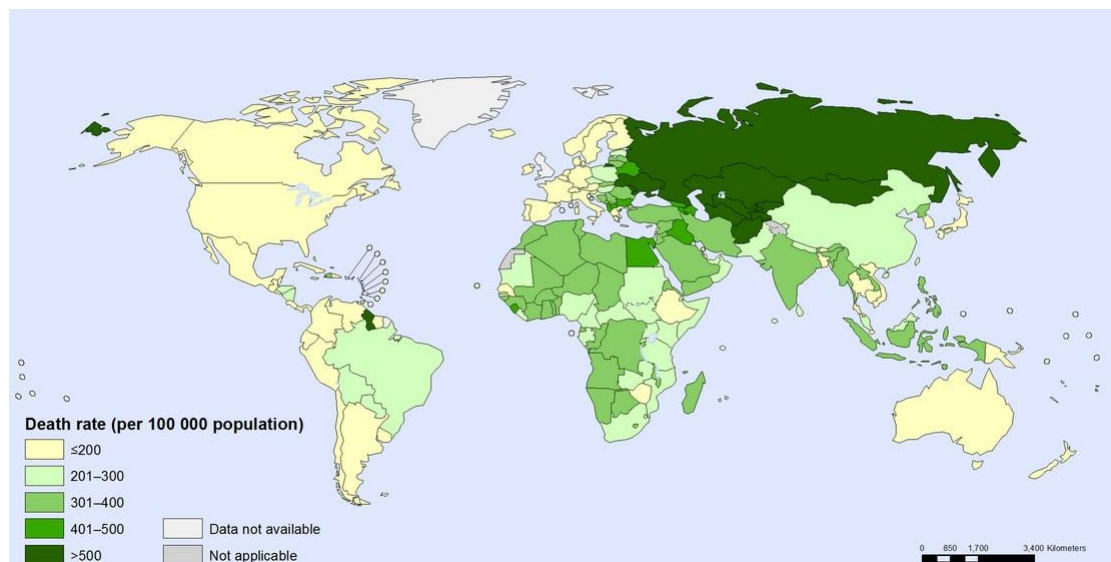 Death rate (per 100 000 population)
≤200
201–300
301–400
401–500
>500
Data not available
Not applicable
0 850 1,700 3,400 Kilometers